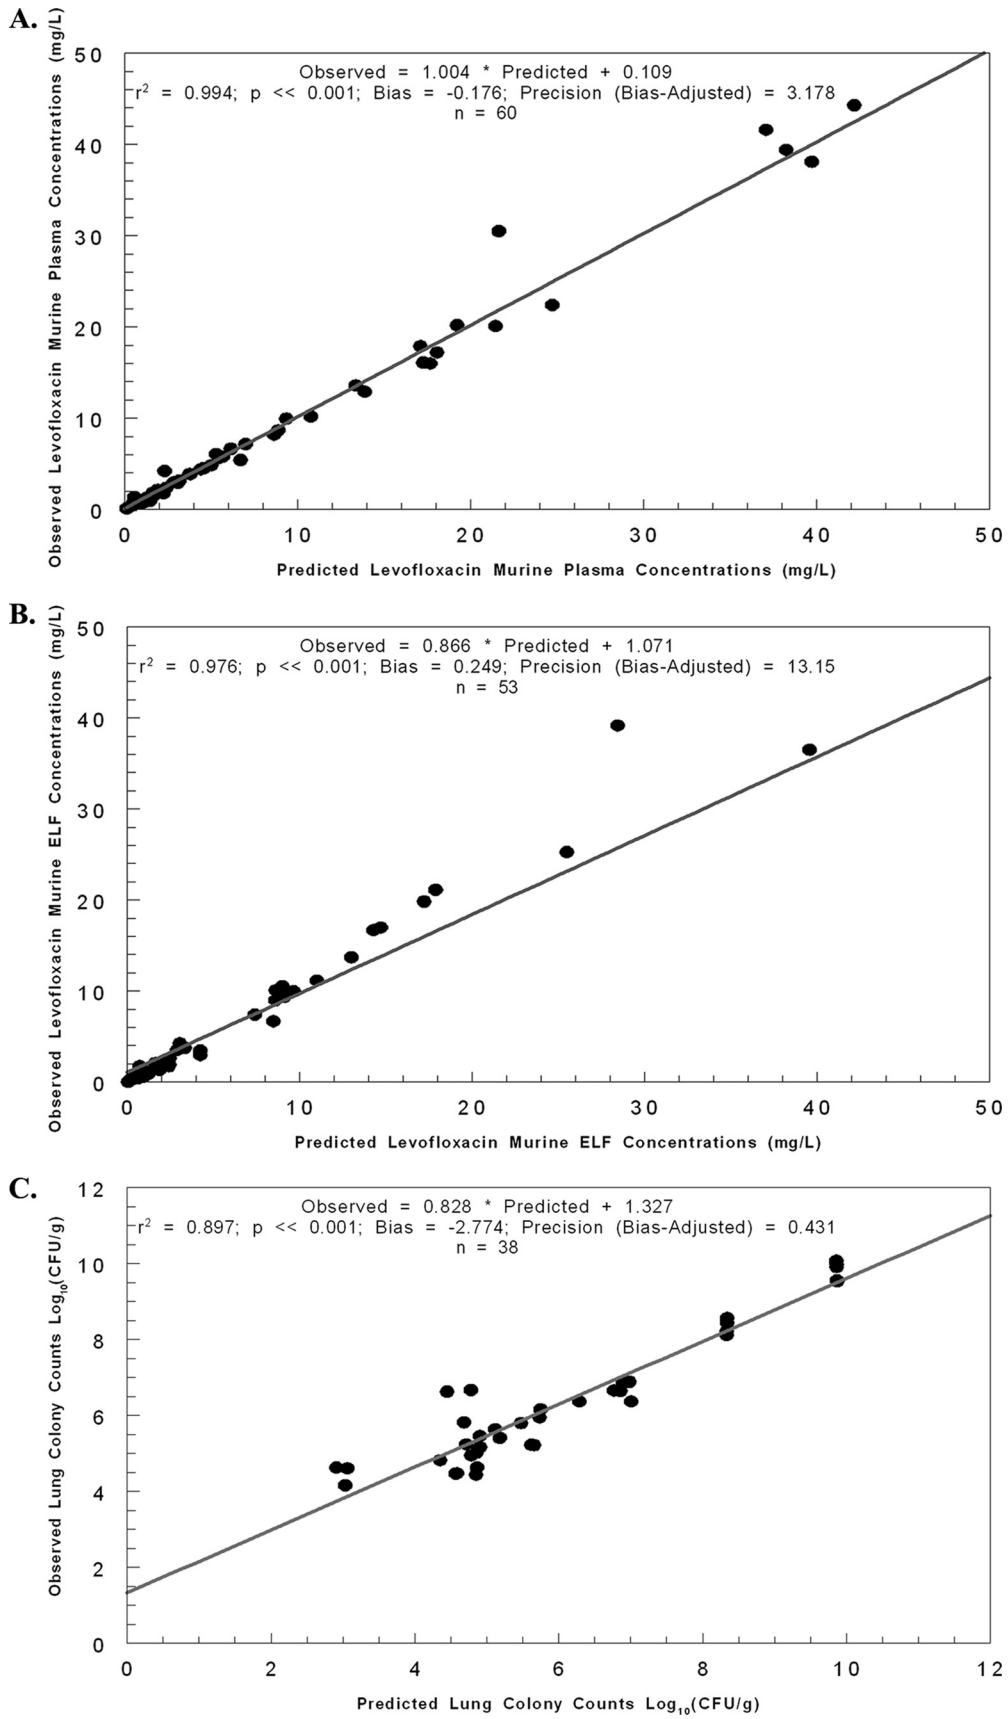 A.
Observed Levofloxacin Murine Plasma Concentrations (mg/L)
Observed = 1.004 * Predicted + 0.109
r² = 0.994; p << 0.001; Bias = -0.176; Precision (Bias-Adjusted) = 3.178
n = 60
50
40
30
20
10
0
0 10 20 30 40 50
Predicted Levofloxacin Murine Plasma Concentrations (mg/L)
B.
Observed Levofloxacin Murine ELF Concentrations (mg/L)
Observed = 0.866 * Predicted + 1.071
r² = 0.976; p << 0.001; Bias = 0.249; Precision (Bias-Adjusted) = 13.15
n = 53
50
40
30
20
10
0
0 10 20 30 40 50
Predicted Levofloxacin Murine ELF Concentrations (mg/L)
C.
Observed Lung Colony Counts Log₁₀(CFU/g)
Observed = 0.828 * Predicted + 1.327
r² = 0.897; p << 0.001; Bias = -2.774; Precision (Bias-Adjusted) = 0.431
n = 38
12
10
8
6
4
2
0
0 2 4 6 8 10 12
Predicted Lung Colony Counts Log₁₀(CFU/g)